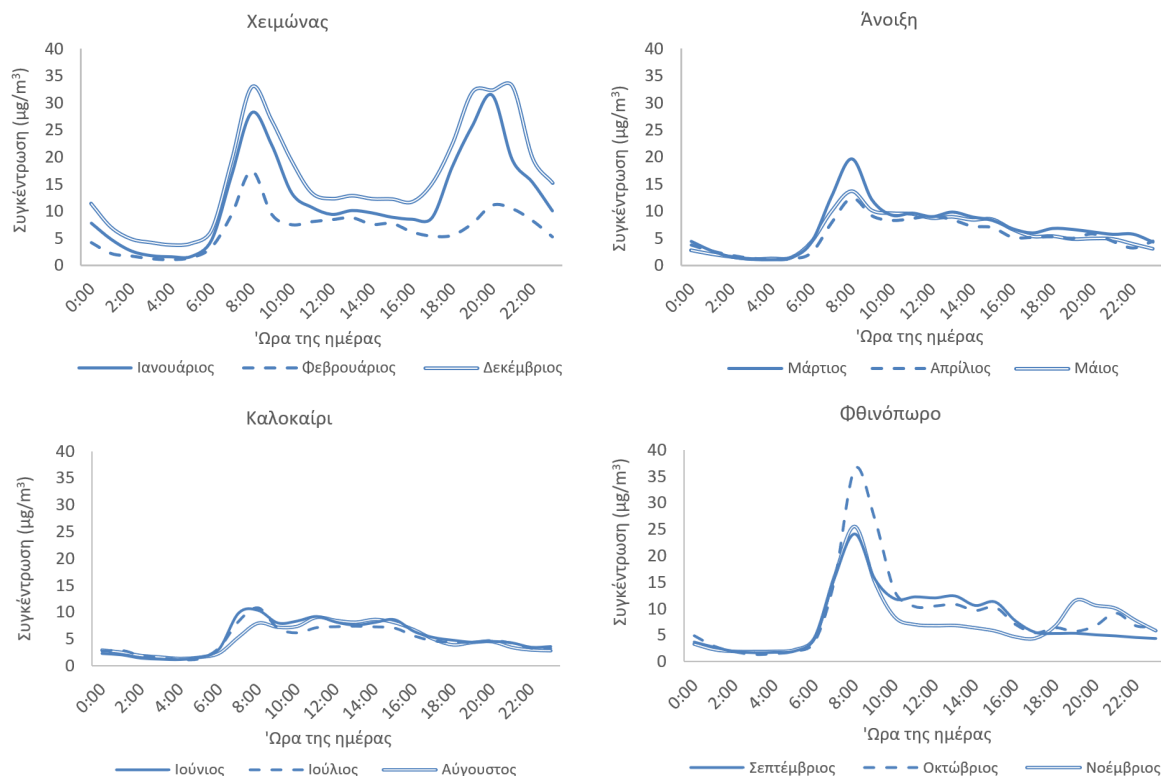 Χειμώνας
Συγκέντρωση (μg/m³)
40
35
30
25
20
15
10
5
0
0:00 2:00 4:00 6:00 8:00 10:00 12:00 14:00 16:00 18:00 20:00 22:00
'Ωρα της ημέρας
Ιανουάριος Φεβρουάριος Δεκέμβριος
Άνοιξη
Συγκέντρωση (μg/m³)
40
35
30
25
20
15
10
5
0
0:00 2:00 4:00 6:00 8:00 10:00 12:00 14:00 16:00 18:00 20:00 22:00
'Ωρα της ημέρας
Μάρτιος Απρίλιος Μάιος
Καλοκαίρι
Συγκέντρωση (μg/m³)
40
35
30
25
20
15
10
5
0
0:00 2:00 4:00 6:00 8:00 10:00 12:00 14:00 16:00 18:00 20:00 22:00
'Ωρα της ημέρας
Ιούνιος Ιούλιος Αύγουστος
Φθινόπωρο
Συγκέντρωση (μg/m³)
40
35
30
25
20
15
10
5
0
0:00 2:00 4:00 6:00 8:00 10:00 12:00 14:00 16:00 18:00 20:00 22:00
'Ωρα της ημέρας
Σεπτέμβριος Οκτώβριος Νοέμβριος